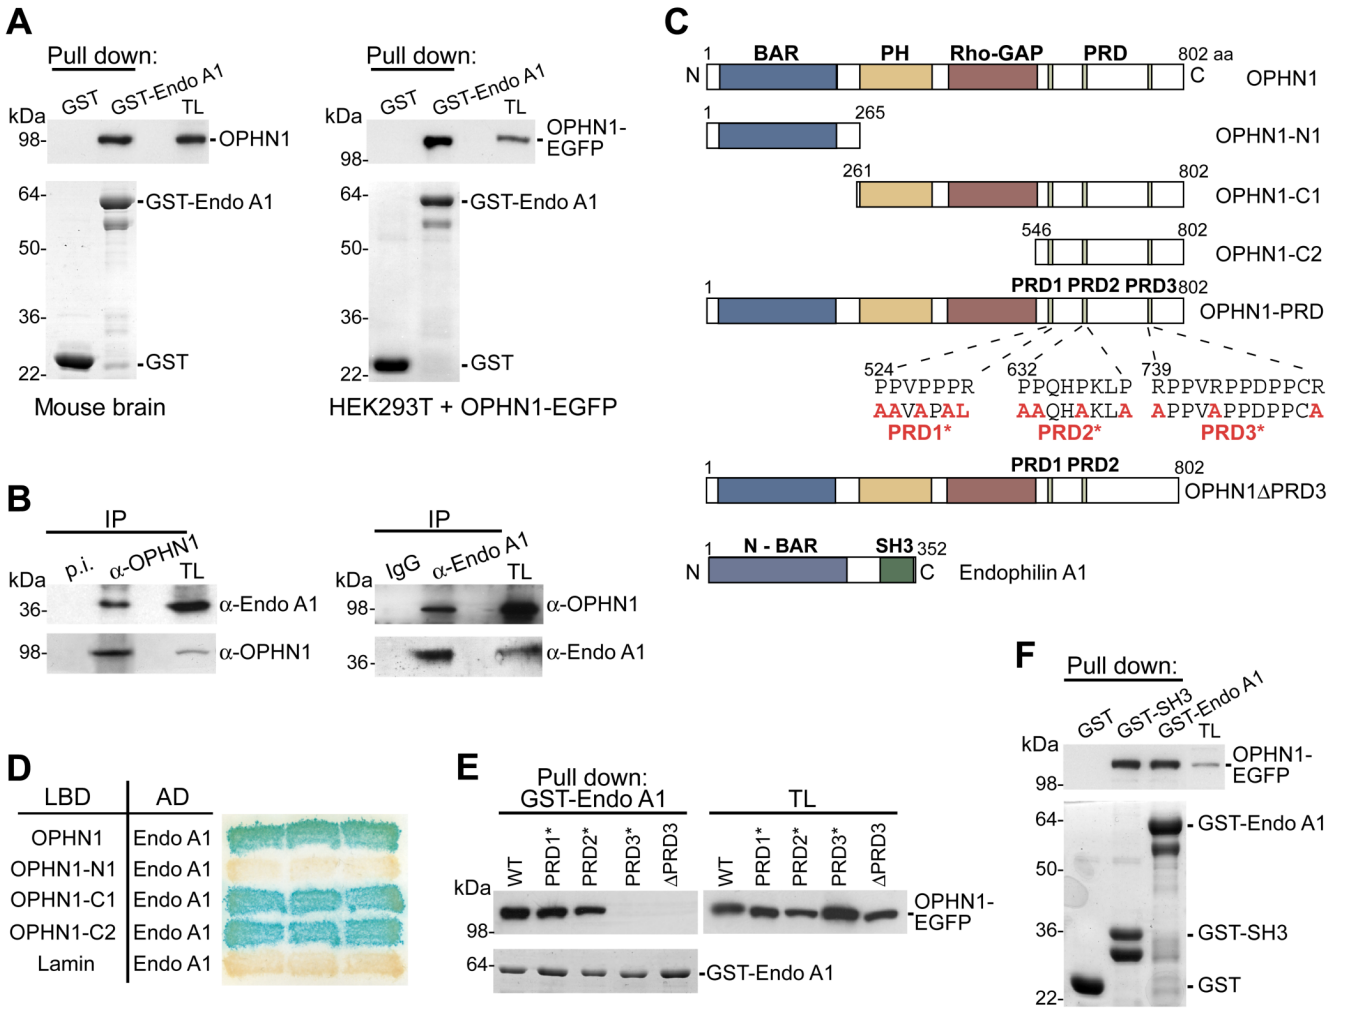 A
Pull down:
GST
GST-Endo A1
TL
kDa
98-
-OPHN1
64-
-GST-Endo A1
50-
36-
-GST
22-
Mouse brain
Pull down:
GST
GST-Endo A1
TL
kDa
OPHN1-
EGFP
98-
64-
-GST-Endo A1
50-
36-
-GST
22-
HEK293T + OPHN1-EGFP
B
IP
p.i.
α-OPHN1
TL
kDa
36-
α-Endo A1
98-
α-OPHN1
IP
IgG
α-Endo A1
TL
kDa
98-
α-OPHN1
36-
α-Endo A1
C
1 BAR PH Rho-GAP PRD 802 aa
N C OPHN1
1 265
OPHN1-N1
261 802
OPHN1-C1
546 802
OPHN1-C2
1 PRD1 PRD2 PRD3 802
OPHN1-PRD
524 632 739
PPVPPPR PPQHPKLP RPPVRPPDPPCR
AAVAPAL AAQHAKLA APPVAPPDPPCA
PRD1* PRD2* PRD3*
1 PRD1 PRD2 802
OPHN1ΔPRD3
1 N - BAR SH3 352
N C Endophilin A1
D
LBD AD
OPHN1 Endo A1
OPHN1-N1 Endo A1
OPHN1-C1 Endo A1
OPHN1-C2 Endo A1
Lamin Endo A1
E
Pull down:
GST-Endo A1
TL
WT PRD1* PRD2* PRD3* ΔPRD3
WT PRD1* PRD2* PRD3* ΔPRD3
kDa
OPHN1-
EGFP
98-
64-
-GST-Endo A1
F
Pull down:
GST
GST-SH3
GST-Endo A1
TL
kDa
OPHN1-
EGFP
98-
64-
-GST-Endo A1
50-
36-
-GST-SH3
-GST
22-